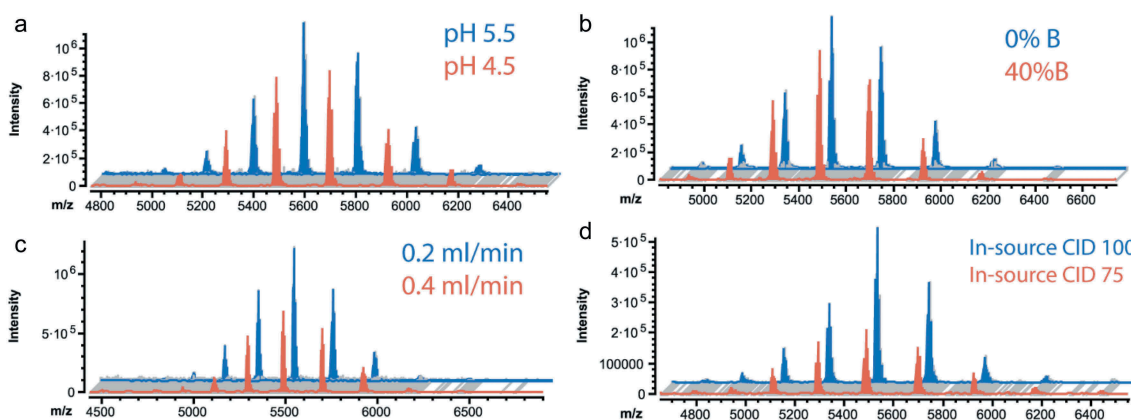 a
pH 5.5
pH 4.5
Intensity
10⁶
8·10⁵
6·10⁵
4·10⁵
2·10⁵
0
m/z 4800 5000 5200 5400 5600 5800 6000 6200 6400
b
0% B
40%B
Intensity
10⁶
8·10⁵
6·10⁵
4·10⁵
2·10⁵
0
m/z 5000 5200 5400 5600 5800 6000 6200 6400 6600
c
0.2 ml/min
0.4 ml/min
Intensity
10⁶
5·10⁵
0
m/z 4500 5000 5500 6000 6500
d
In-source CID 100
In-source CID 75
Intensity
5·10⁵
4·10⁵
3·10⁵
2·10⁵
100000
0
m/z 4800 5000 5200 5400 5600 5800 6000 6200 6400